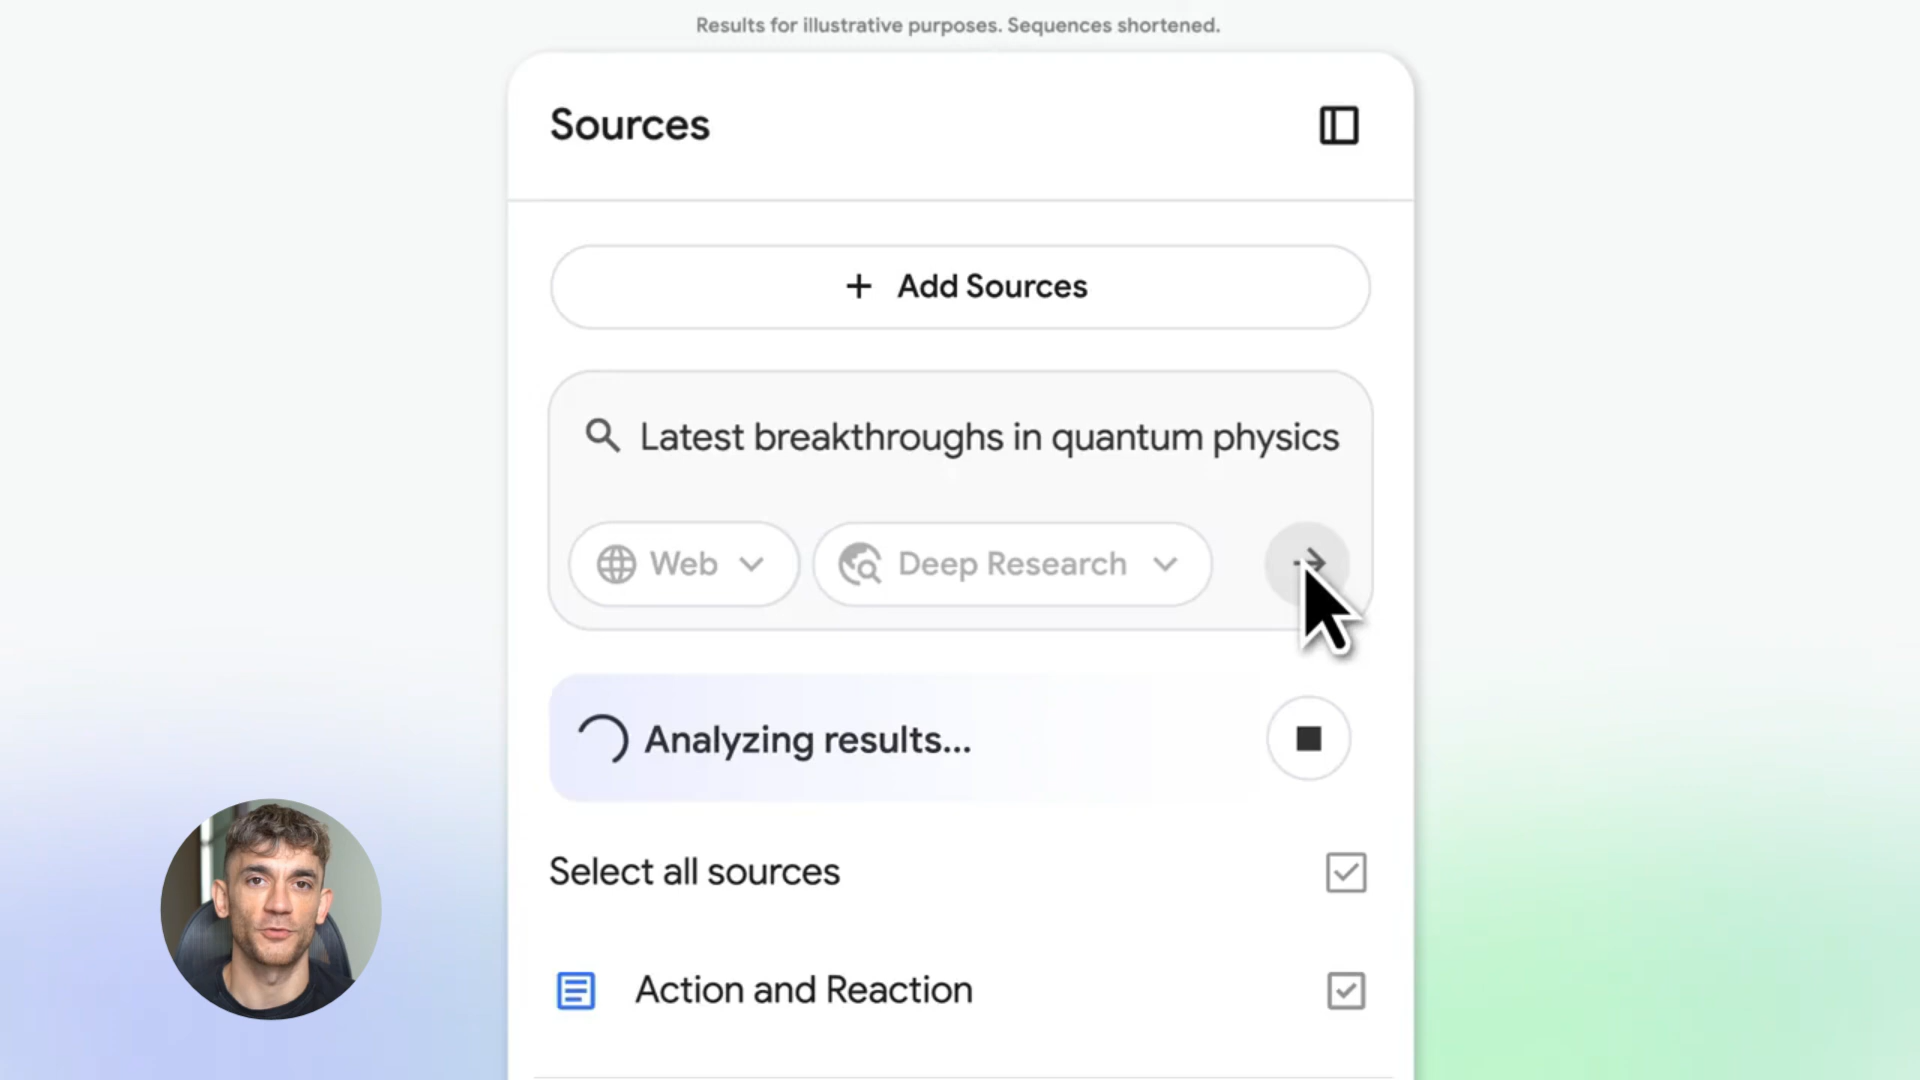 Results for illustrative purposes. Sequences shortened.
Sources
+ Add Sources
Latest breakthroughs in quantum physics
Web
Deep Research
Analyzing results...
Select all sources
Action and Reaction